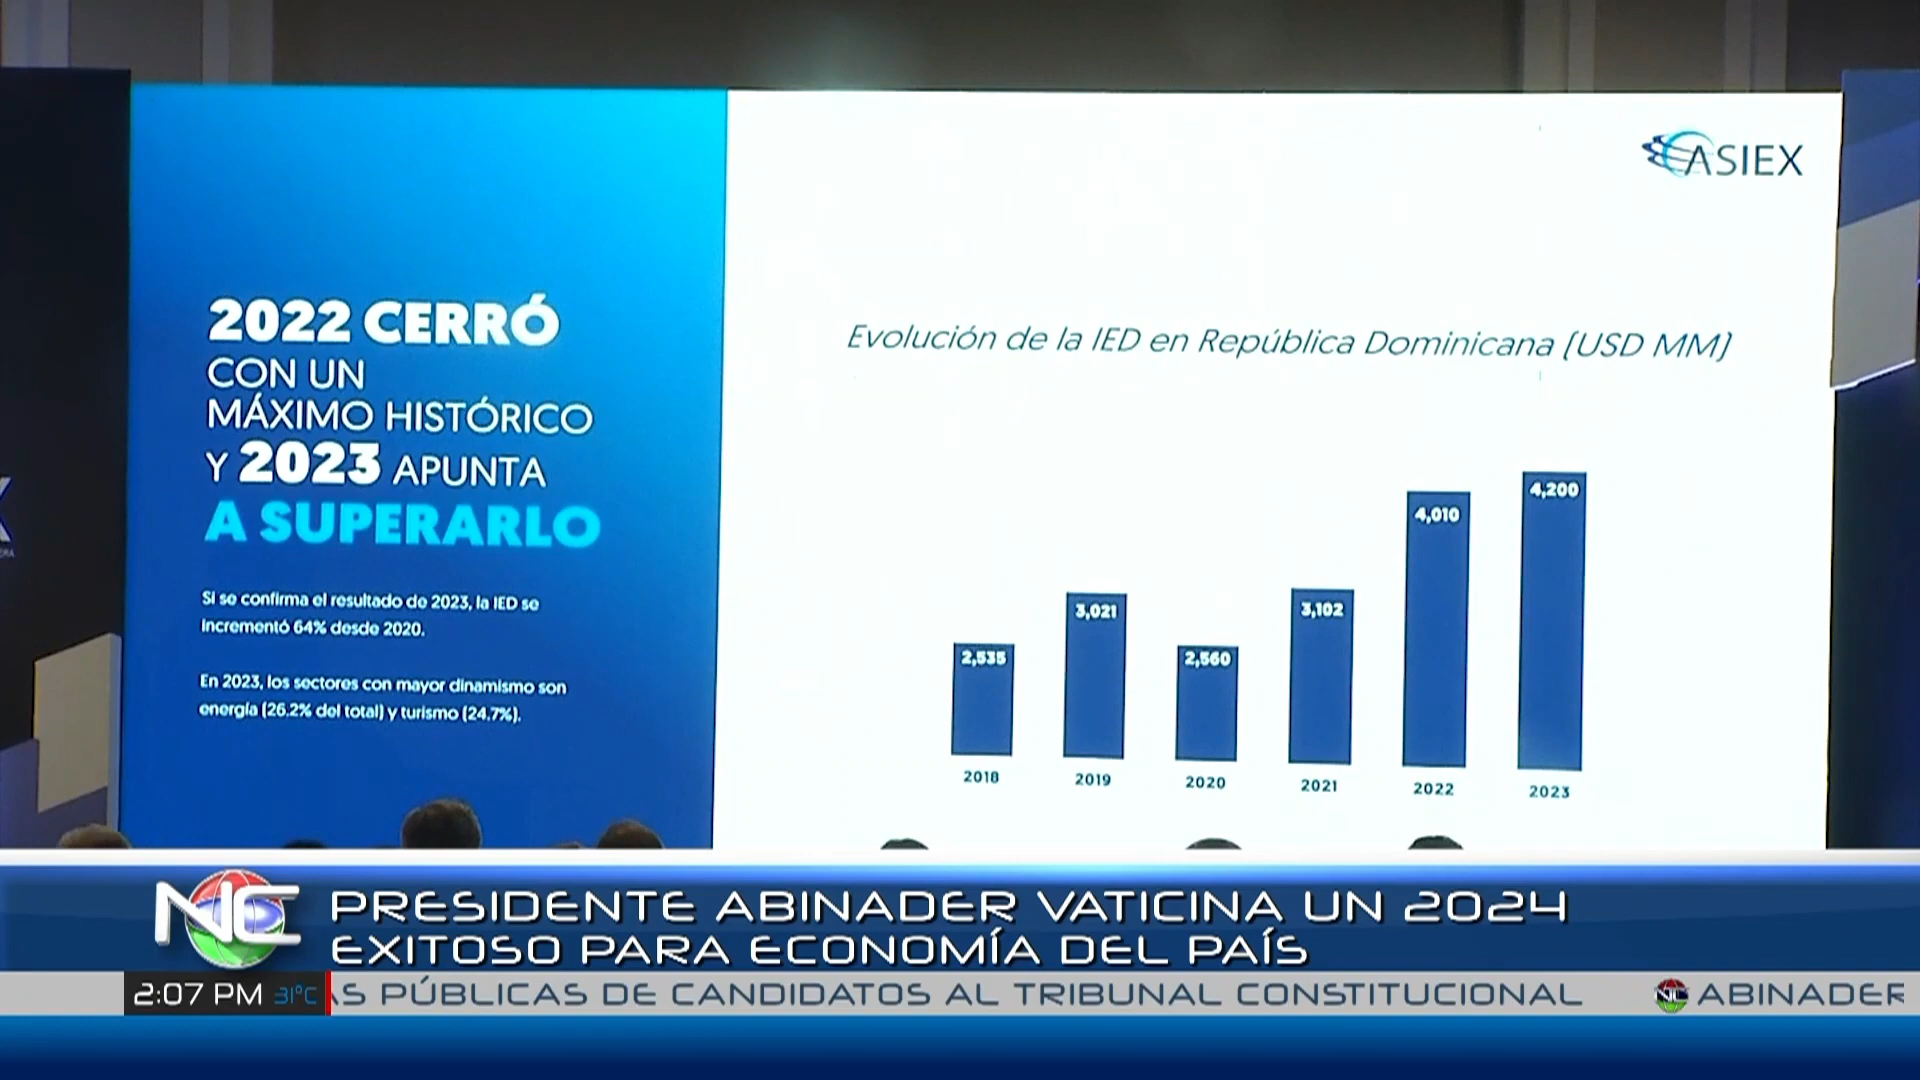 ASIEX
2022 CERRÓ
CON UN
MÁXIMO HISTÓRICO
Y 2023 APUNTA
A SUPERARLO
Si se confirma el resultado de 2023, la IED se
incrementó 64% desde 2020.
En 2023, los sectores con mayor dinamismo son
energía (26.2% del total) y turismo (24.7%).
Evolución de la IED en República Dominicana (USD MM)
2,535
3,021
2,560
3,102
4,010
4,200
2018
2019
2020
2021
2022
2023
NC
PRESIDENTE ABINADER VATICINA UN 2024
EXITOSO PARA ECONOMÍA DEL PAÍS
2:07 PM 31°C
AS PÚBLICAS DE CANDIDATOS AL TRIBUNAL CONSTITUCIONAL NC ABINADER